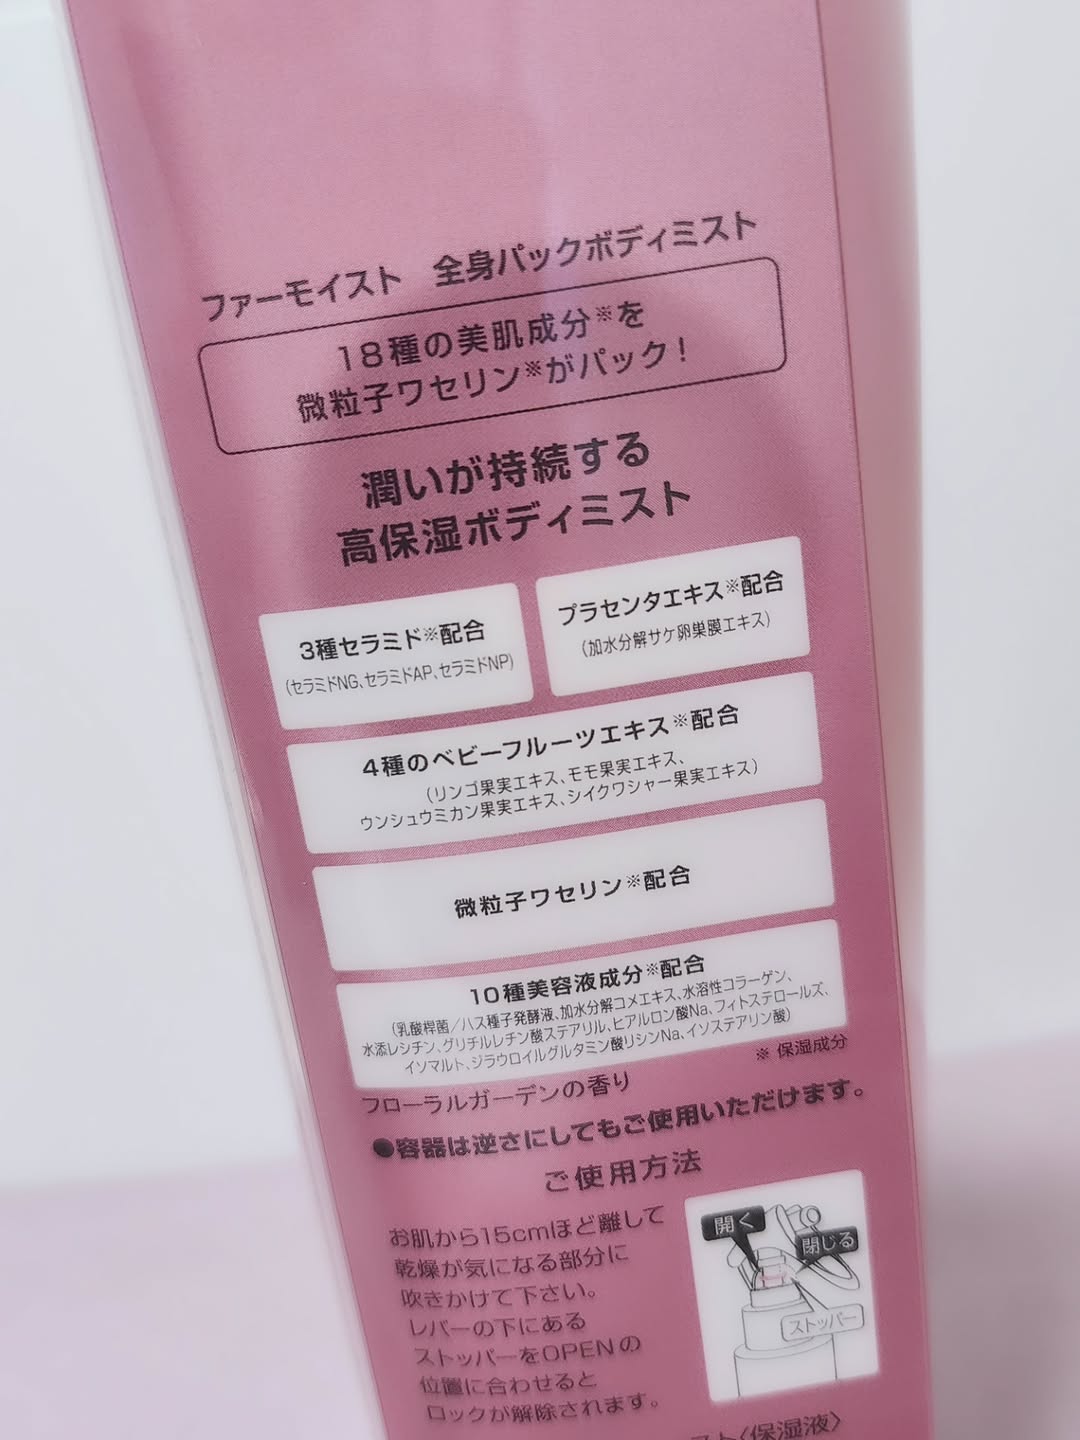 ファーモイスト 全身パックボディミスト
18種の美肌成分※を
微粒子ワセリン※がパック!
潤いが持続する
高保湿ボディミスト
3種セラミド※配合
(セラミドNG、セラミドAP、セラミドNP)
プラセンタエキス※配合
(加水分解サケ卵巣膜エキス)
4種のベビーフルーツエキス※配合
(リンゴ果実エキス、モモ果実エキス、
ウンシュウミカン果実エキス、シイクワシャー果実エキス)
微粒子ワセリン※配合
10種美容液成分※配合
(乳酸桿菌/ハス種子発酵液、加水分解コメエキス、水溶性コラーゲン、
水添レシチン、グリチルレチン酸ステアリル、ヒアルロン酸Na、フィトステロールズ、
イソマルト、ジラウロイルグルタミン酸リシンNa、イソステアリン酸)
※ 保湿成分
フローラルガーデンの香り
●容器は逆さにしてもご使用いただけます。
ご使用方法
お肌から15cmほど離して
乾燥が気になる部分に
吹きかけて下さい。
レバーの下にある
ストッパーをOPENの
位置に合わせると
ロックが解除されます。
開く
閉じる
ストッパー
スト〈保湿液〉